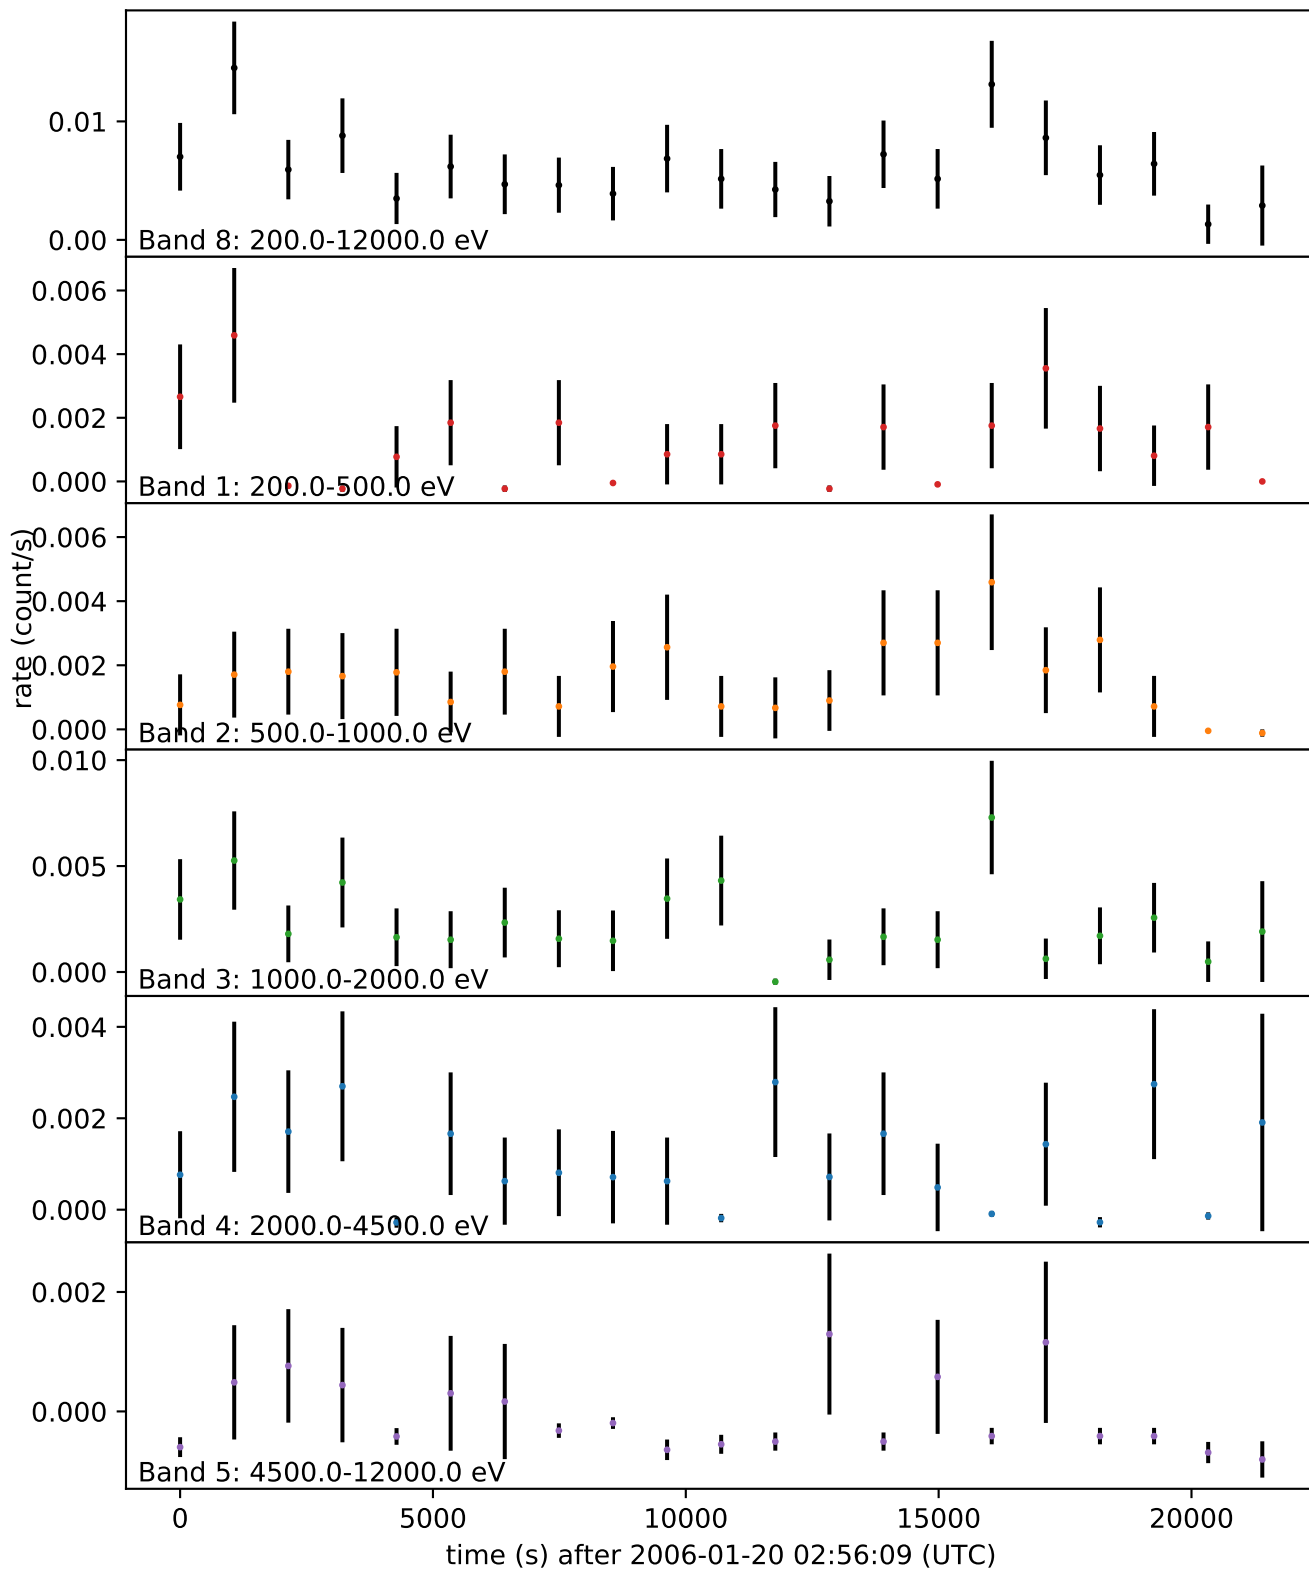 0.01
0.00
Band 8: 200.0-12000.0 eV
0.006
0.004
0.002
0.000
Band 1: 200.0-500.0 eV
0.006
0.004
0.002
0.000
Band 2: 500.0-1000.0 eV
rate (count/s)
0.010
0.005
0.000
Band 3: 1000.0-2000.0 eV
0.004
0.002
0.000
Band 4: 2000.0-4500.0 eV
0.002
0.000
Band 5: 4500.0-12000.0 eV
0 5000 10000 15000 20000
time (s) after 2006-01-20 02:56:09 (UTC)